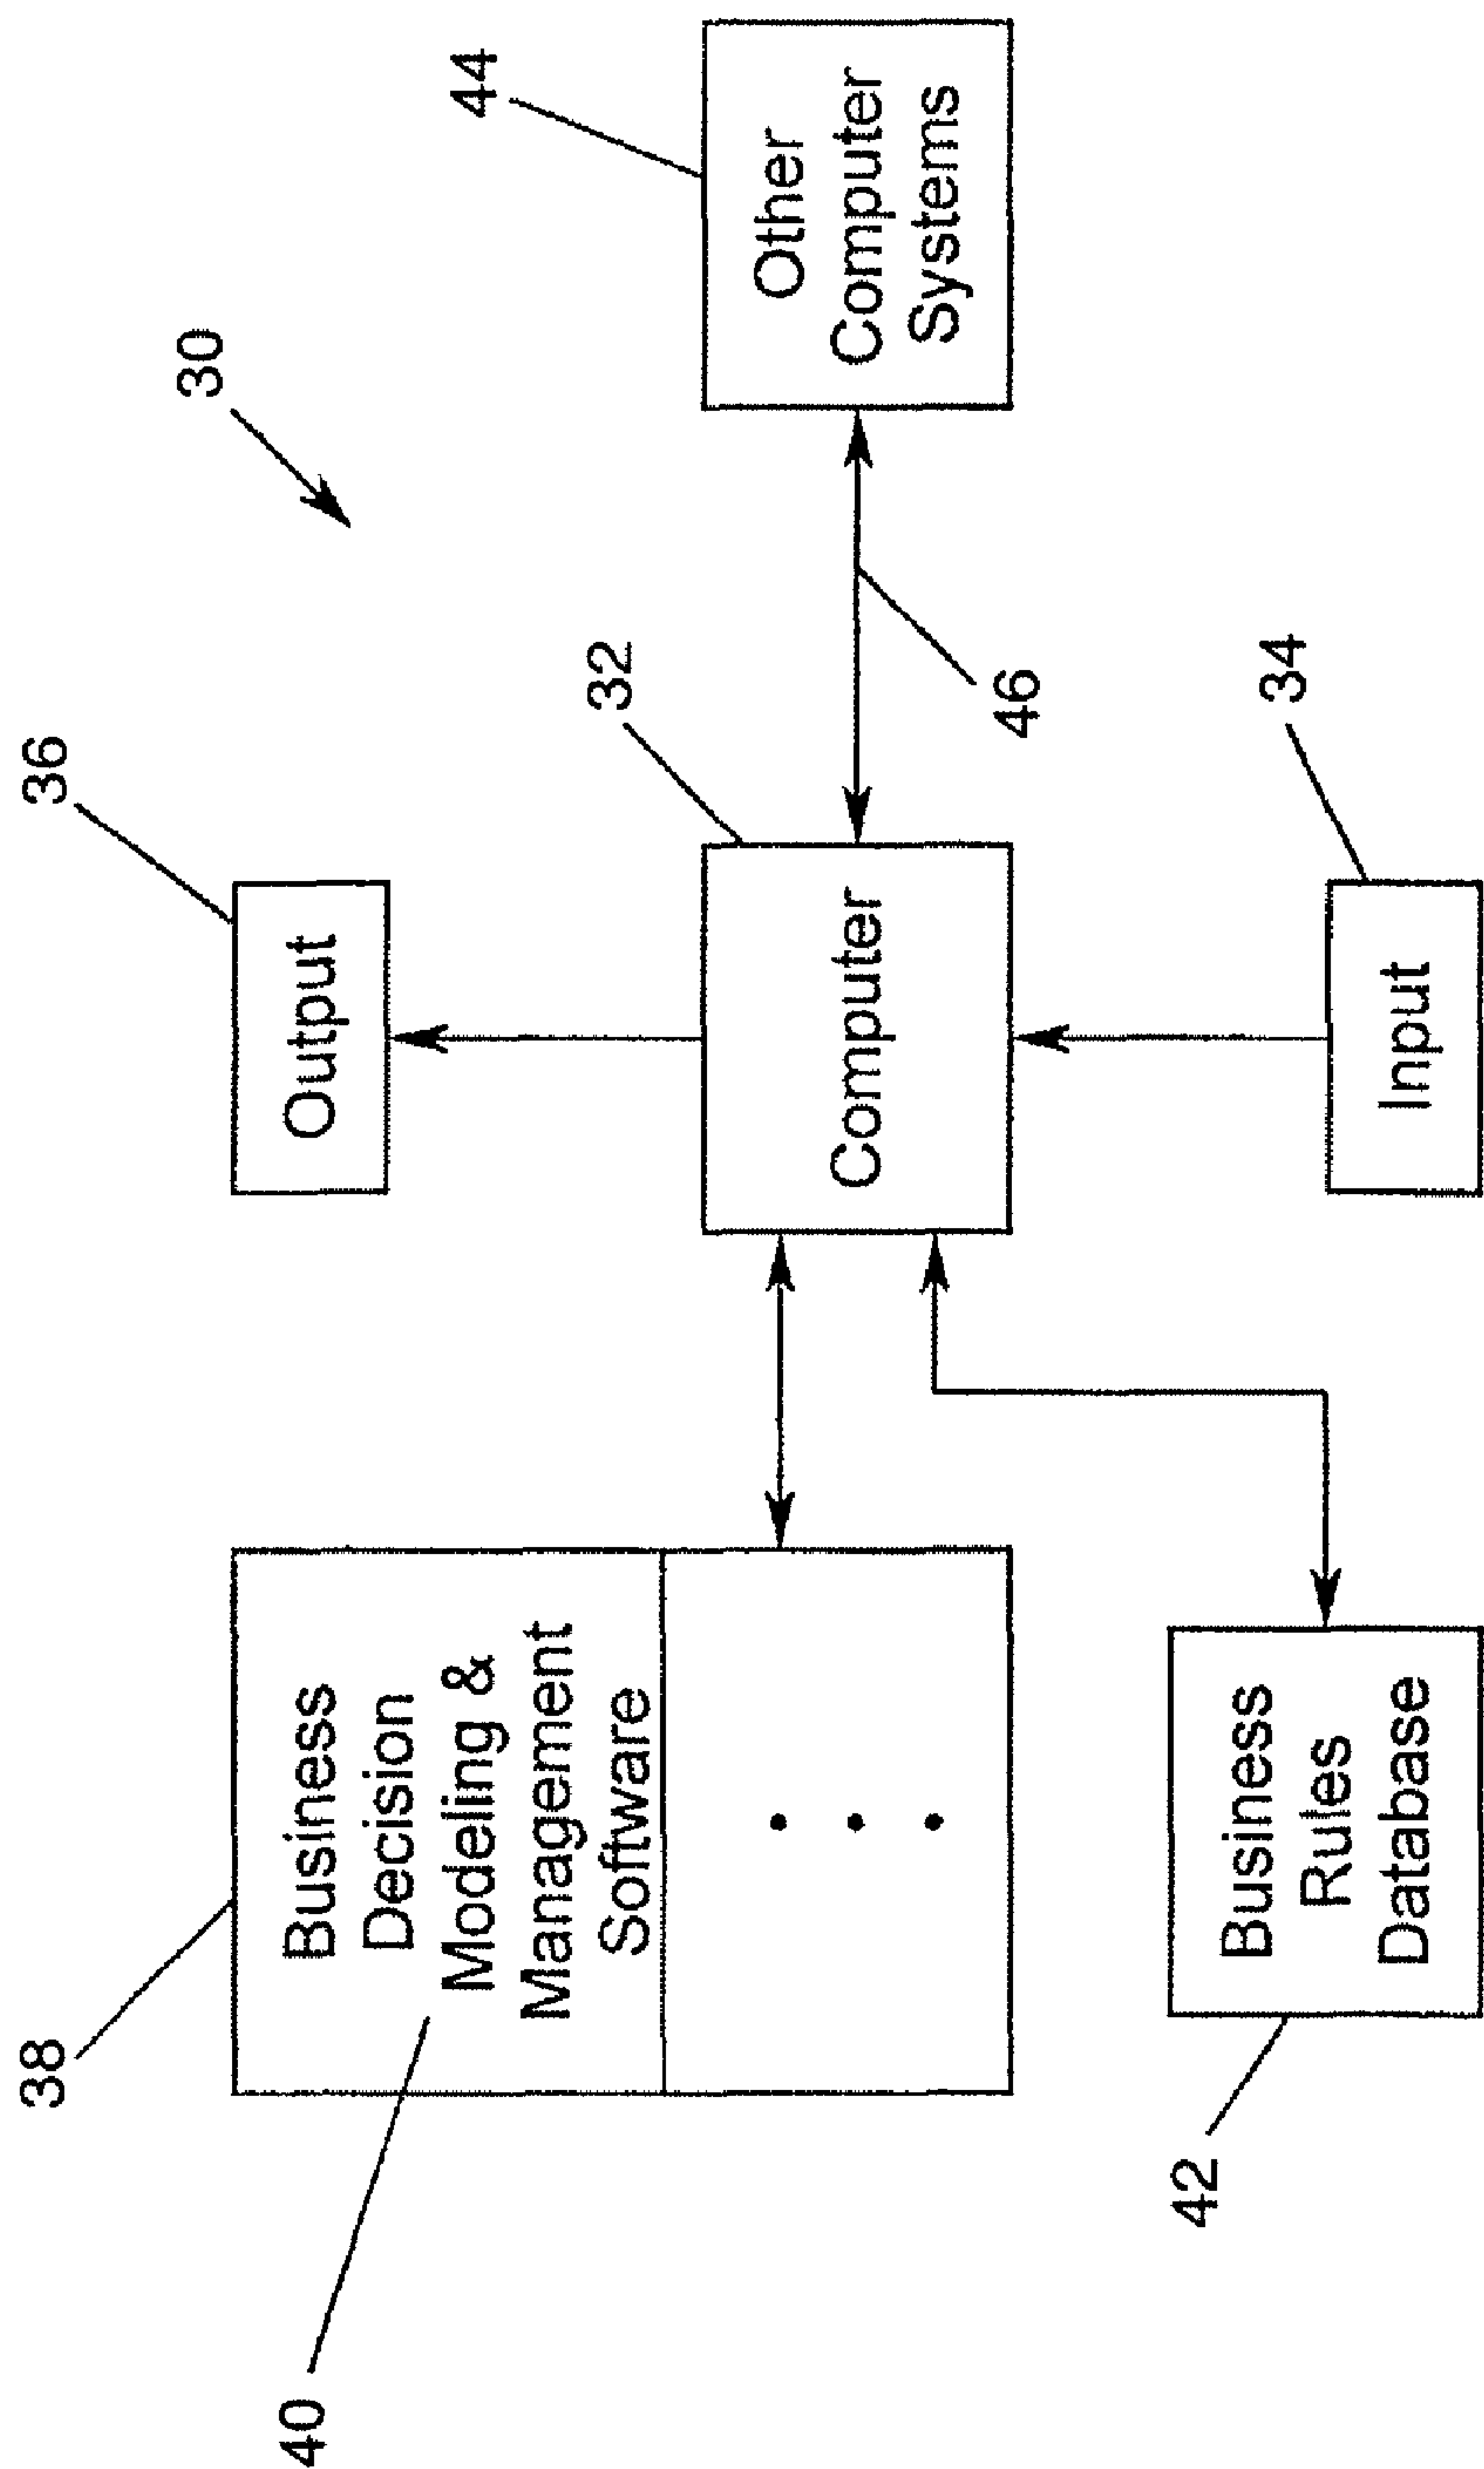 30
36
Output
38
Business
Decision
Modeling &
Management
Software
40
32
Computer
44
Other
Computer
Systems
46
42
Business
Rules
Database
34
Input